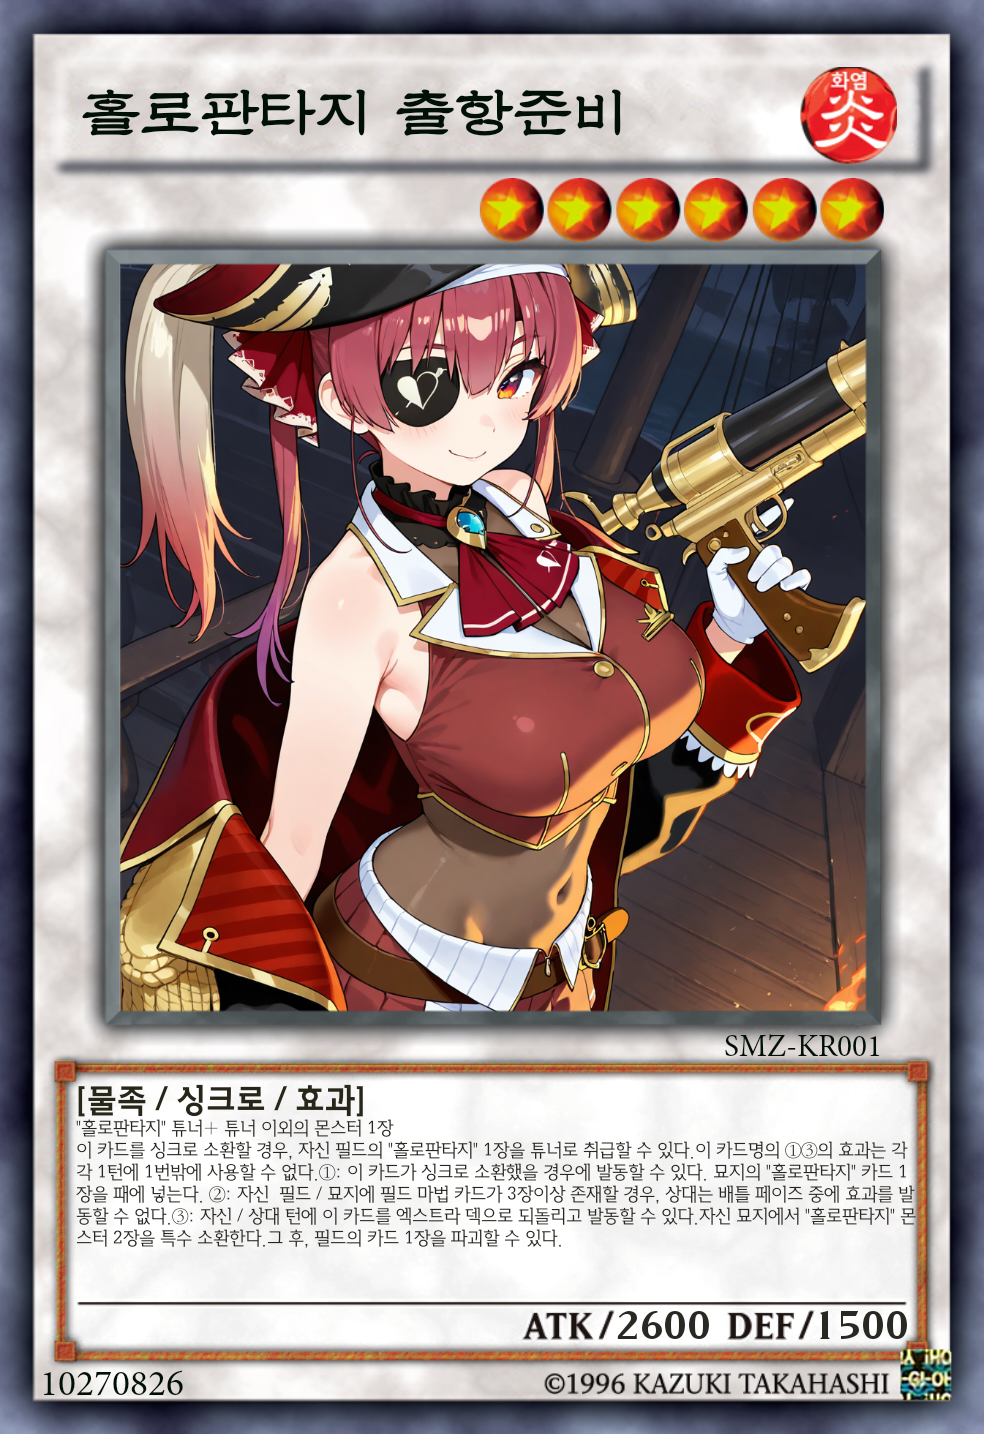 홀로판타지 출항준비
화염
炎
SMZ-KR001
[물족 / 싱크로 / 효과]
"홀로판타지" 튜너+ 튜너 이외의 몬스터 1장
이 카드를 싱크로 소환할 경우, 자신 필드의 "홀로판타지" 1장을 튜너로 취급할 수 있다.이 카드명의 ①③의 효과는 각
각 1턴에 1번밖에 사용할 수 없다.①: 이 카드가 싱크로 소환했을 경우에 발동할 수 있다. 묘지의 "홀로판타지" 카드 1
장을 패에 넣는다. ②: 자신 필드 / 묘지에 필드 마법 카드가 3장이상 존재할 경우, 상대는 배틀 페이즈 중에 효과를 발
동할 수 없다.③: 자신 / 상대 턴에 이 카드를 엑스트라 덱으로 되돌리고 발동할 수 있다.자신 묘지에서 "홀로판타지" 몬
스터 2장을 특수 소환한다.그 후, 필드의 카드 1장을 파괴할 수 있다.
ATK/2600 DEF/1500
10270826
©1996 KAZUKI TAKAHASHI